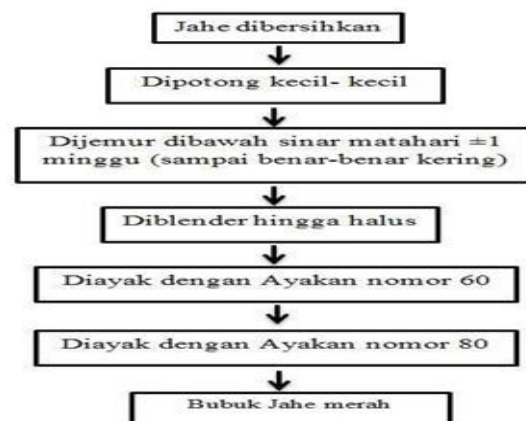 Jahe dibersihkan
Dipotong kecil- kecil
Dijemur dibawah sinar matahari ±1
minggu (sampai benar-benar kering)
Diblender hingga halus
Diayak dengan Ayakan nomor 60
Diayak dengan Ayakan nomor 80
Bubuk Jahe merah